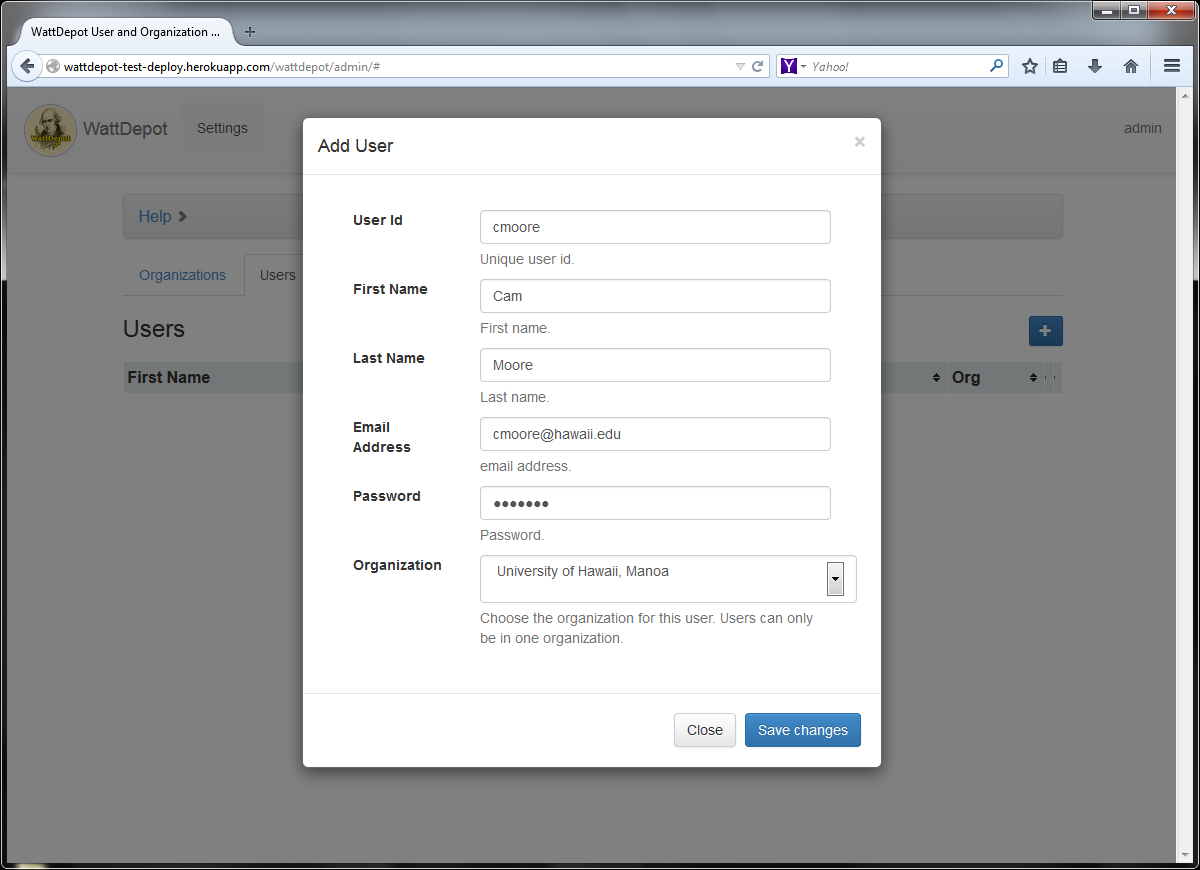 WattDepot User and Organization ...
wattdepot-test-deploy.herokuapp.com/wattdepot/admin/#
Yahoo!
WattDepot
WattDepot
Settings
admin
Add User
×
Help
Organizations
Users
Users
First Name
Org
User Id
cmoore
Unique user id.
First Name
Cam
First name.
Last Name
Moore
Last name.
Email
Address
cmoore@hawaii.edu
email address.
Password
•••••••
Password.
Organization
University of Hawaii, Manoa
Choose the organization for this user. Users can only
be in one organization.
Close
Save changes